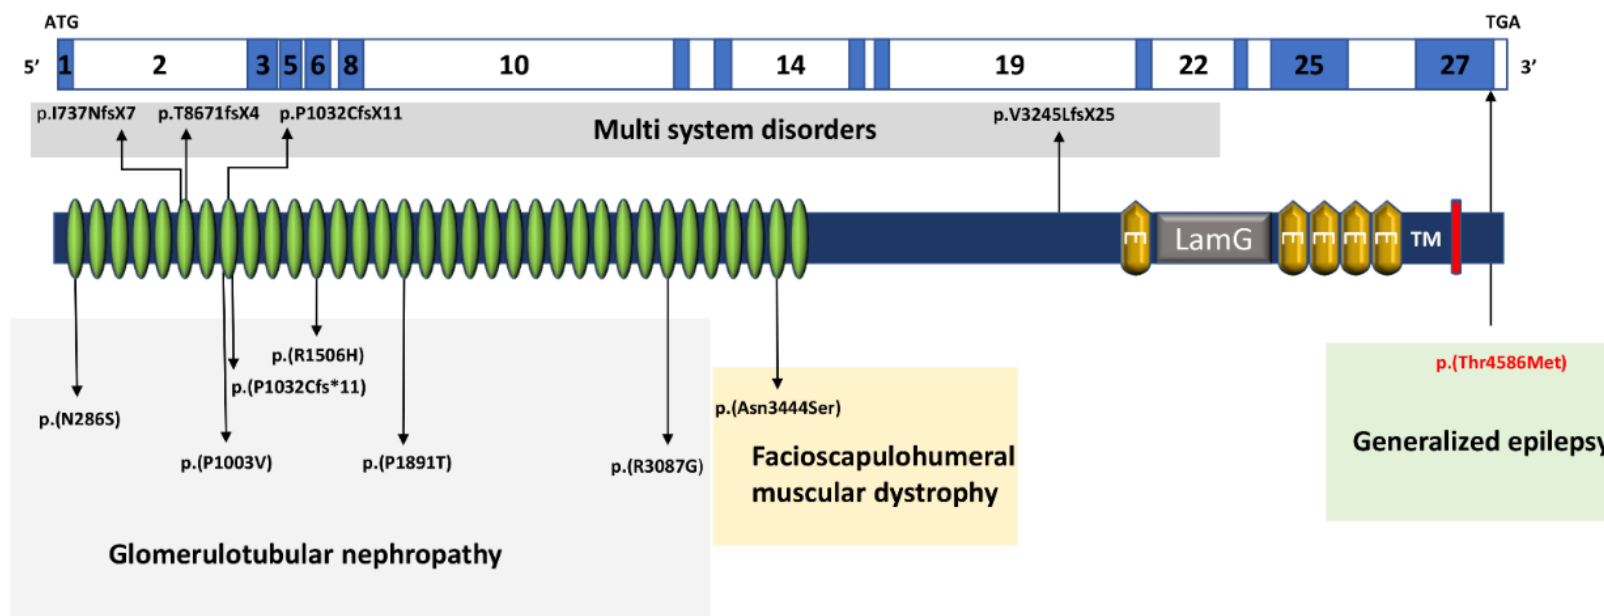 ATG TGA
5’ 1 2 3 5 6 8 10 14 19 22 25 27 3’
p.I737NfsX7 p.T8671fsX4 p.P1032CfsX11 p.V3245LfsX25
Multi system disorders
E LamG E E E E TM
p.(R1506H)
p.(Thr4586Met)
p.(P1032Cfs*11)
p.(N286S) p.(Asn3444Ser)
Generalized epilepsy
p.(P1003V) p.(P1891T) p.(R3087G)
Facioscapulohumeral
muscular dystrophy
Glomerulotubular nephropathy